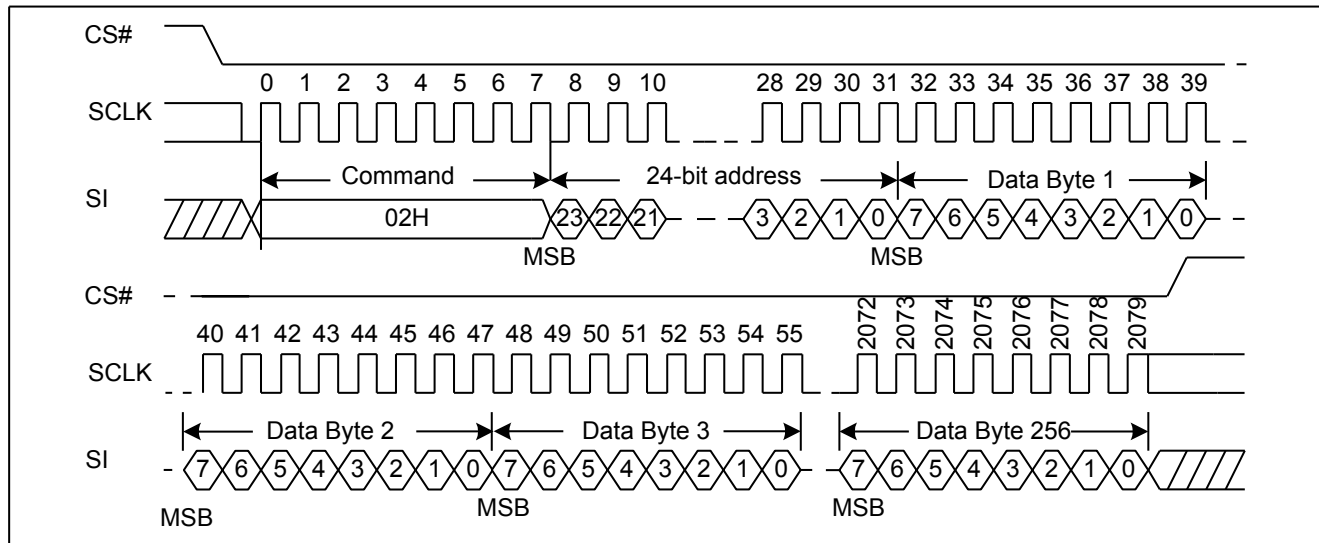 CS#
0 1 2 3 4 5 6 7 8 9 10 28 29 30 31 32 33 34 35 36 37 38 39
SCLK
Command 24-bit address Data Byte 1
SI
02H 23 22 21 3 2 1 0 7 6 5 4 3 2 1 0
MSB MSB
CS#
40 41 42 43 44 45 46 47 48 49 50 51 52 53 54 55 2072 2073 2074 2075 2076 2077 2078 2079
SCLK
Data Byte 2 Data Byte 3 Data Byte 256
SI
7 6 5 4 3 2 1 0 7 6 5 4 3 2 1 0 7 6 5 4 3 2 1 0
MSB MSB MSB